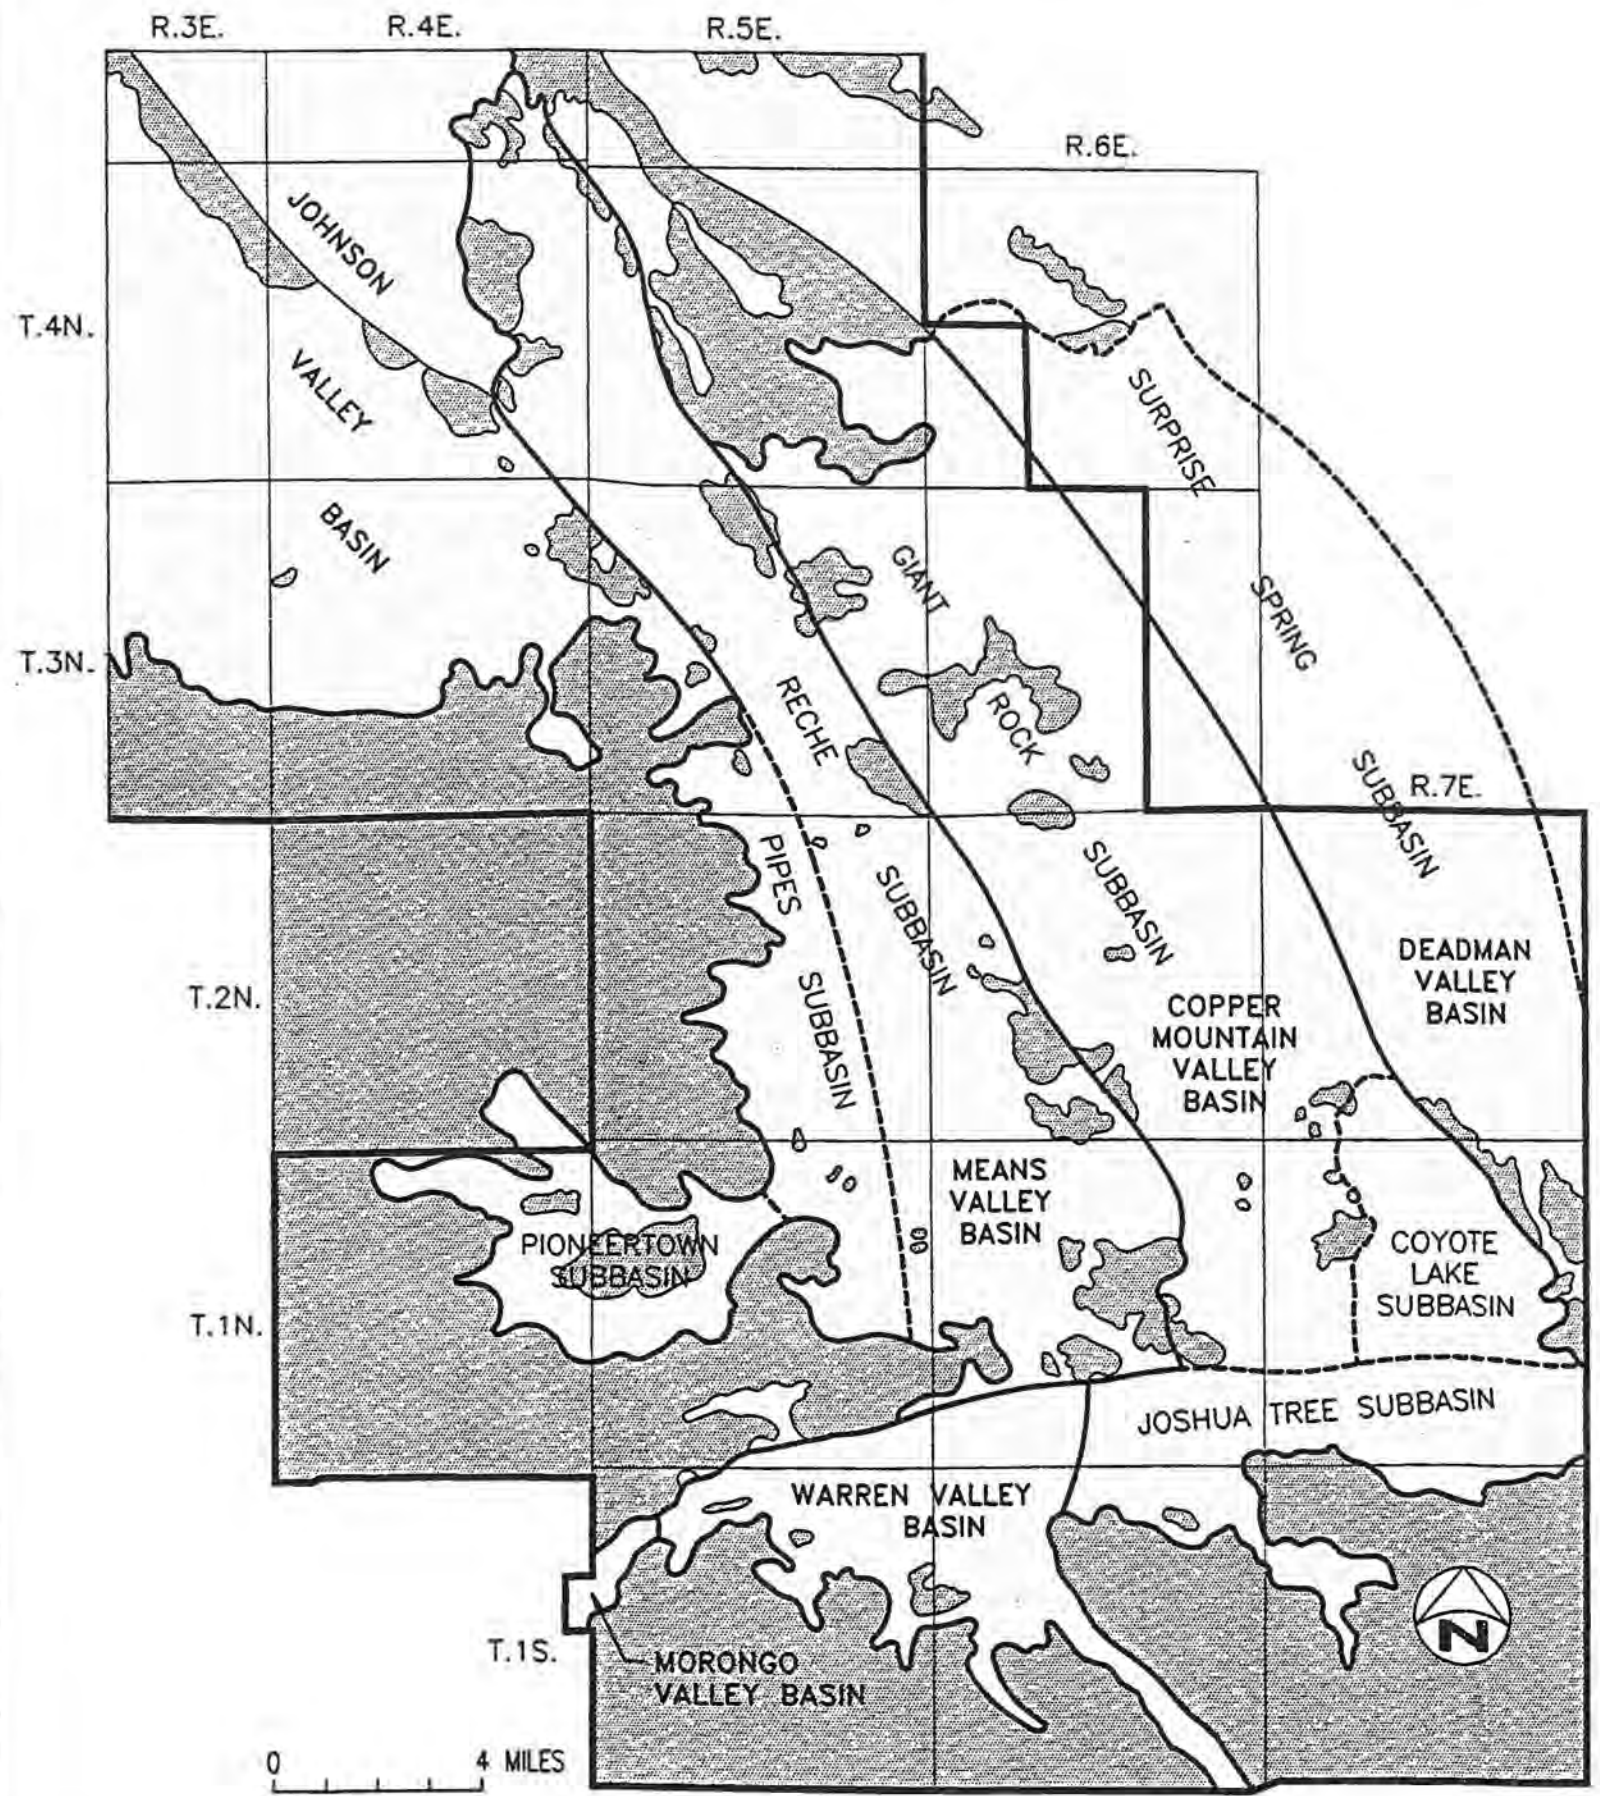 R.3E.
R.4E.
R.5E.
R.6E.
JOHNSON
VALLEY
BASIN
T.4N.
SURPRISE
SPRING
SUBBASIN
GIANT
ROCK
SUBBASIN
T.3N.
RECHE
SUBBASIN
R.7E.
PIPES
SUBBASIN
DEADMAN
VALLEY
BASIN
T.2N.
COPPER
MOUNTAIN
VALLEY
BASIN
MEANS
VALLEY
BASIN
PIONEERTOWN
SUBBASIN
COYOTE
LAKE
SUBBASIN
T.1N.
JOSHUA TREE SUBBASIN
WARREN VALLEY
BASIN
T.1S.
MORONGO
VALLEY BASIN
N
0 4 MILES